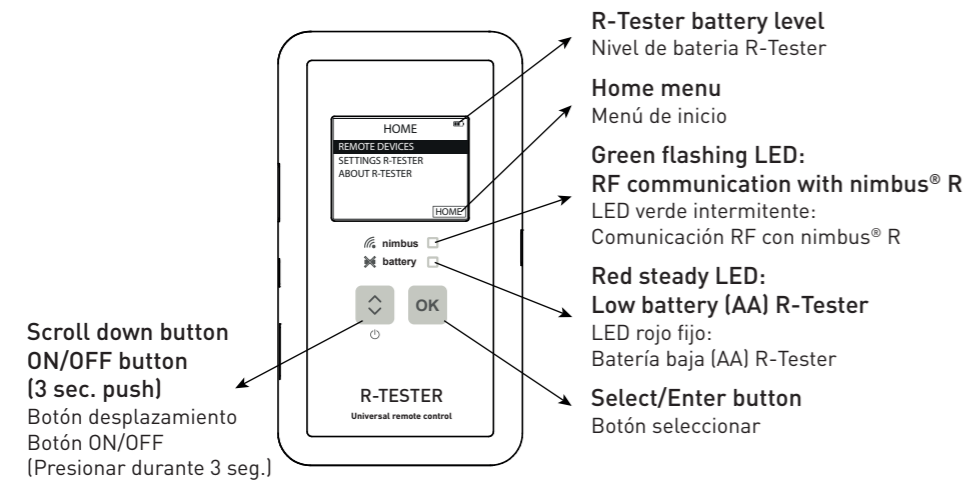 R-Tester battery level
Nivel de bateria R-Tester
Home menu
Menú de inicio
Green flashing LED:
RF communication with nimbus® R
LED verde intermitente:
Comunicación RF con nimbus® R
Red steady LED:
Low battery (AA) R-Tester
LED rojo fijo:
Batería baja (AA) R-Tester
Select/Enter button
Botón seleccionar
Scroll down button
ON/OFF button
(3 sec. push)
Botón desplazamiento
Botón ON/OFF
(Presionar durante 3 seg.)
HOME
REMOTE DEVICES
SETTINGS R-TESTER
ABOUT R-TESTER
HOME
nimbus
battery
OK
R-TESTER
Universal remote control